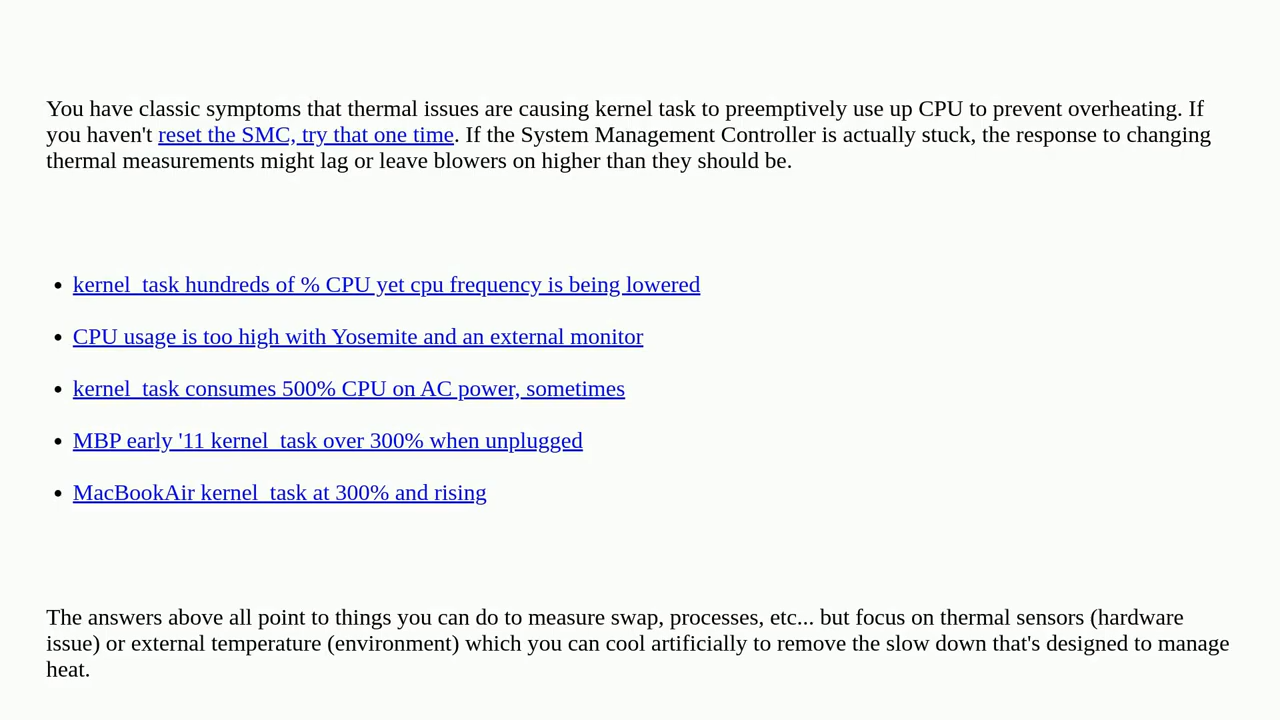 You have classic symptoms that thermal issues are causing kernel task to preemptively use up CPU to prevent overheating. If
you haven't reset the SMC, try that one time. If the System Management Controller is actually stuck, the response to changing
thermal measurements might lag or leave blowers on higher than they should be.
• kernel_task hundreds of % CPU yet cpu frequency is being lowered
• CPU usage is too high with Yosemite and an external monitor
• kernel_task consumes 500% CPU on AC power, sometimes
• MBP early '11 kernel_task over 300% when unplugged
• MacBookAir kernel_task at 300% and rising
The answers above all point to things you can do to measure swap, processes, etc... but focus on thermal sensors (hardware
issue) or external temperature (environment) which you can cool artificially to remove the slow down that's designed to manage
heat.